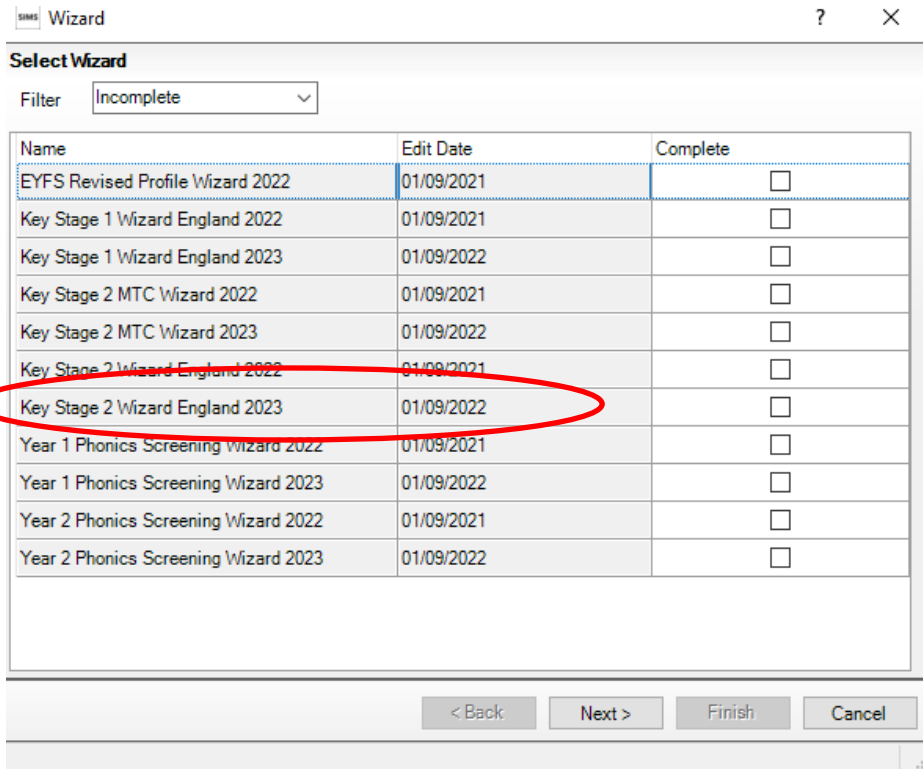 SIMS Wizard ?
Select Wizard
Filter Incomplete
Name Edit Date Complete
EYFS Revised Profile Wizard 2022 01/09/2021
Key Stage 1 Wizard England 2022 01/09/2021
Key Stage 1 Wizard England 2023 01/09/2022
Key Stage 2 MTC Wizard 2022 01/09/2021
Key Stage 2 MTC Wizard 2023 01/09/2022
Key Stage 2 Wizard England 2022 01/09/2021
Key Stage 2 Wizard England 2023 01/09/2022
Year 1 Phonics Screening Wizard 2022 01/09/2021
Year 1 Phonics Screening Wizard 2023 01/09/2022
Year 2 Phonics Screening Wizard 2022 01/09/2021
Year 2 Phonics Screening Wizard 2023 01/09/2022
< Back Next > Finish Cancel